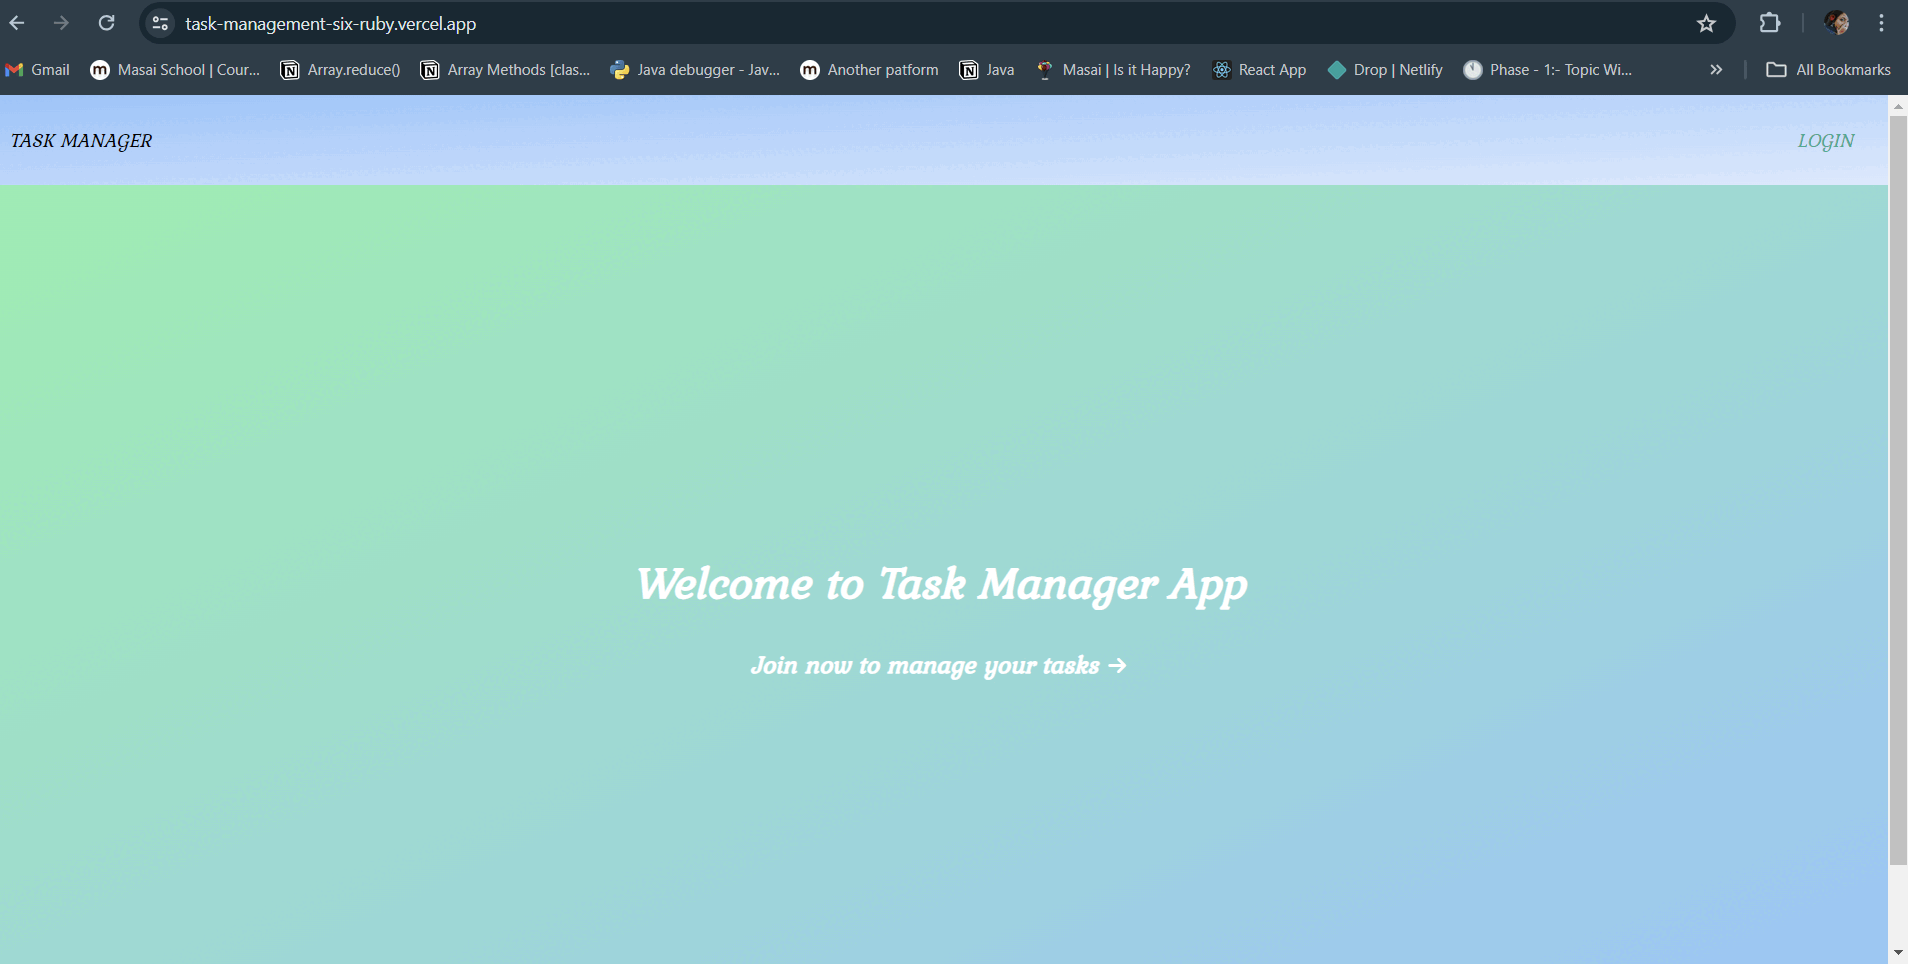 task-management-six-ruby.vercel.app
Gmail
Masai School | Cour...
Array.reduce()
Array Methods [clas...
Java debugger - Jav...
Another patform
Java
Masai | Is it Happy?
React App
Drop | Netlify
Phase - 1:- Topic Wi...
All Bookmarks
TASK MANAGER
LOGIN
Welcome to Task Manager App
Join now to manage your tasks →